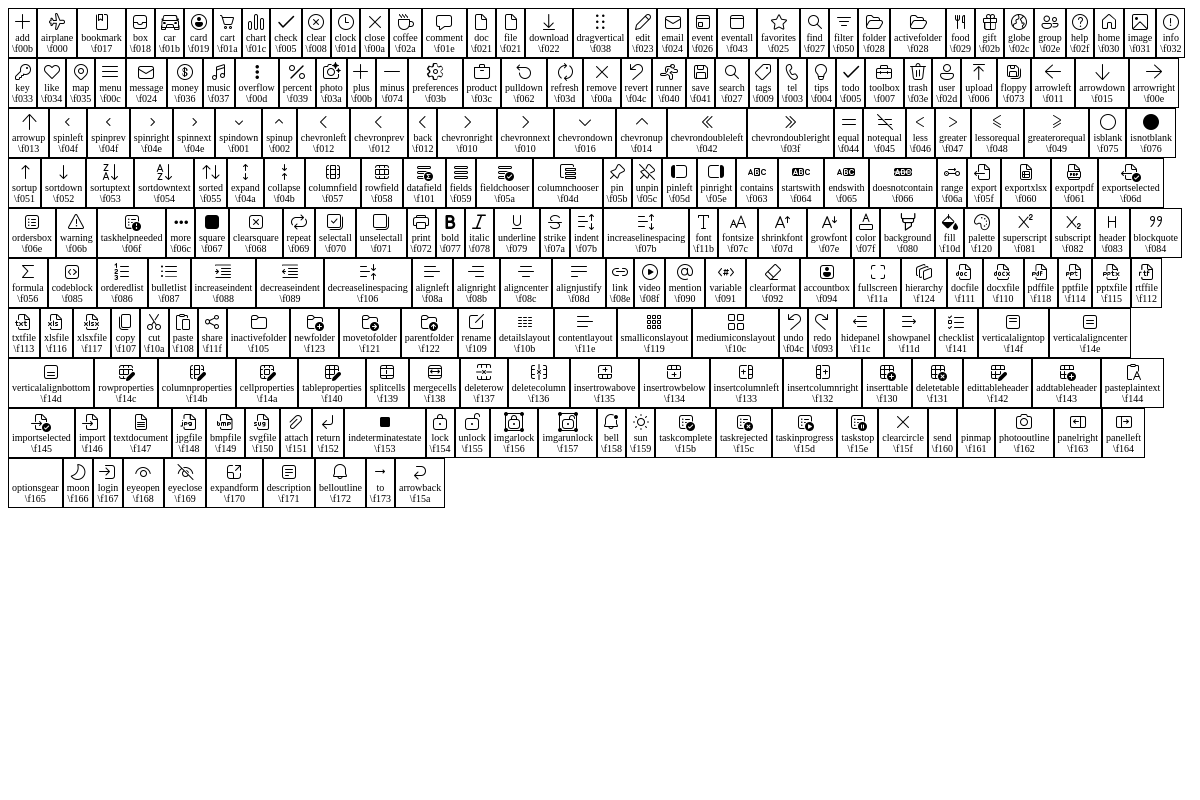 add airplane bookmark box car card cart chart check clear clock close coffee comment doc file download dragvertical edit email event eventall favorites find filter folder activefolder food gift globe group help home image info
\f00b \f000 \f017 \f018 \f01b \f019 \f01a \f01c \f005 \f008 \f01d \f00a \f02a \f01e \f021 \f021 \f022 \f038 \f023 \f024 \f026 \f043 \f025 \f027 \f050 \f028 \f028 \f029 \f02b \f02c \f02e \f02f \f030 \f031 \f032
key like map menu message money music overflow percent photo plus minus preferences product pulldown refresh remove revert runner save search tags tel tips todo toolbox trash user upload floppy arrowleft arrowdown arrowright
\f033 \f034 \f035 \f00c \f024 \f036 \f037 \f00d \f039 \f03a \f00b \f074 \f03b \f03c \f062 \f03d \f00a \f04c \f040 \f041 \f027 \f009 \f003 \f004 \f005 \f007 \f03e \f02d \f006 \f073 \f011 \f015 \f00e
arrowup spinleft spinprev spinright spinnext spindown spinup chevronleft chevronprev back chevronright chevronnext chevrondown chevronup chevrondoubleleft chevrondoubleright equal notequal less greater lessorequal greaterorequal isblank isnotblank
\f013 \f04f \f04f \f04e \f04e \f001 \f002 \f012 \f012 \f012 \f010 \f010 \f016 \f014 \f042 \f03f \f044 \f045 \f046 \f047 \f048 \f049 \f075 \f076
sortup sortdown sortuptext sortdowntext sorted expand collapse columnfield rowfield datafield fields fieldchooser columnchooser pin unpin pinleft pinright contains startswith endswith doesnotcontain range export exportxlsx exportpdf exportselected
\f051 \f052 \f053 \f054 \f055 \f04a \f04b \f057 \f058 \f101 \f059 \f05a \f04d \f05b \f05c \f05d \f05e \f063 \f064 \f065 \f066 \f06a \f05f \f060 \f061 \f06d
ordersbox warning taskhelpneeded more square clearsquare repeat selectall unselectall print bold italic underline strike indent increaselinespacing font fontsize shrinkfont growfont color background fill palette superscript subscript header blockquote
\f06e \f06b \f06f \f06c \f067 \f068 \f069 \f070 \f071 \f072 \f077 \f078 \f079 \f07a \f07b \f07b \f11b \f07c \f07d \f07e \f07f \f080 \f10d \f120 \f081 \f082 \f083 \f084
formula codeblock orderedlist bulletlist increaseindent decreaseindent decreaselinespacing alignleft alignright aligncenter alignjustify link video mention variable clearformat accountbox fullscreen hierarchy docfile docxfile pdffile pptfile pptxfile rtffile
\f056 \f085 \f086 \f087 \f088 \f089 \f106 \f08a \f08b \f08c \f08d \f08e \f08f \f090 \f091 \f092 \f094 \f11a \f124 \f111 \f110 \f118 \f114 \f115 \f112
txtfile xlsfile xlsxfile copy cut paste share inactivefolder newfolder movetofolder parentfolder rename detailslayout contentlayout smalliconslayout mediumiconslayout undo redo hidepanel showpanel checklist verticalaligntop verticalaligncenter
\f113 \f116 \f117 \f107 \f10a \f108 \f11f \f105 \f123 \f121 \f122 \f109 \f10b \f11e \f119 \f10c \f04c \f093 \f11c \f11d \f141 \f14f \f14e
verticalalignbottom rowproperties columnproperties cellproperties tableproperties splitcells mergecells deleterow deletecolumn insertrowabove insertrowbelow insertcolumnleft insertcolumnright inserttable deletetable edittableheader addtableheader pasteplaintext
\f14d \f14c \f14b \f14a \f140 \f139 \f138 \f137 \f136 \f135 \f134 \f133 \f132 \f130 \f131 \f142 \f143 \f144
importselected import textdocument jpgfile bmpfile svgfile attach return indeterminatestate lock unlock imgarlock imgarunlock bell sun taskcomplete taskrejected taskinprogress taskstop clearcircle send pinmap photooutline panelright panelleft
\f145 \f146 \f147 \f148 \f149 \f150 \f151 \f152 \f153 \f154 \f155 \f156 \f157 \f158 \f159 \f15b \f15c \f15d \f15e \f15f \f160 \f161 \f162 \f163 \f164
optionsgear moon login eyeopen eyeclose expandform description belloutline to arrowback
\f165 \f166 \f167 \f168 \f169 \f170 \f171 \f172 \f173 \f15a